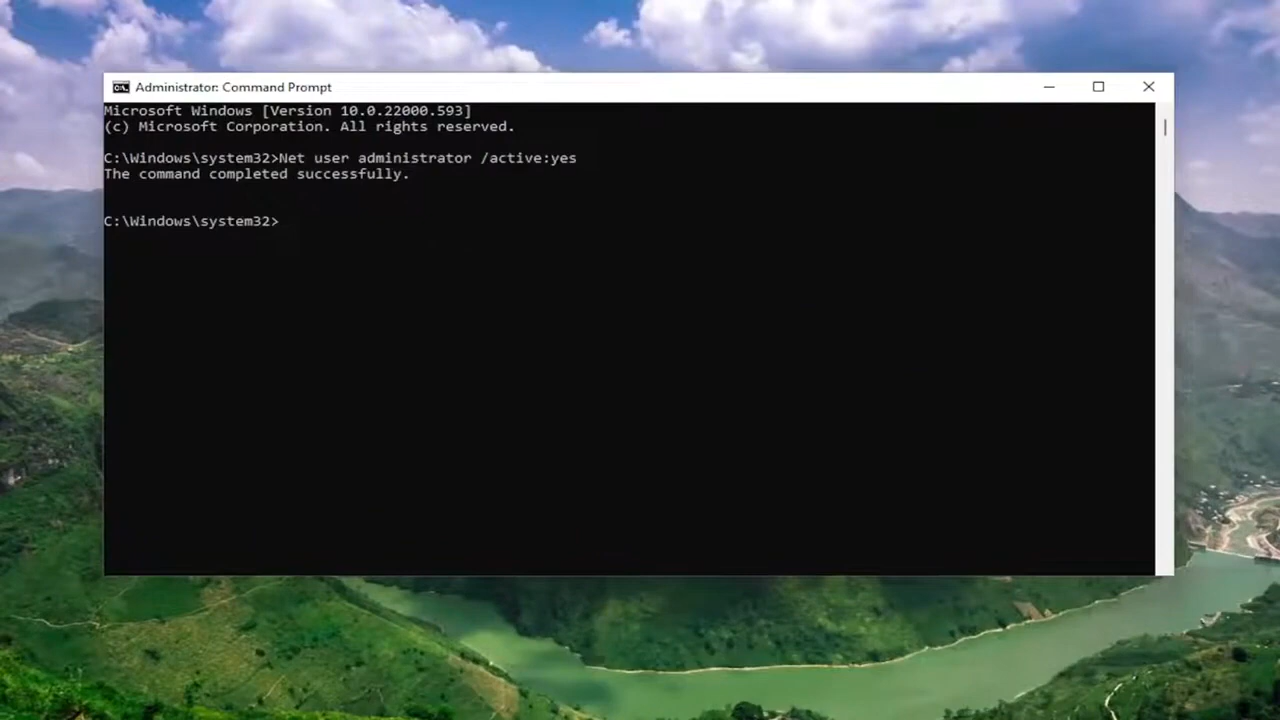 Administrator: Command Prompt
Microsoft Windows [Version 10.0.22000.593]
(c) Microsoft Corporation. All rights reserved.
C:\Windows\system32>Net user administrator /active:yes
The command completed successfully.
C:\Windows\system32>